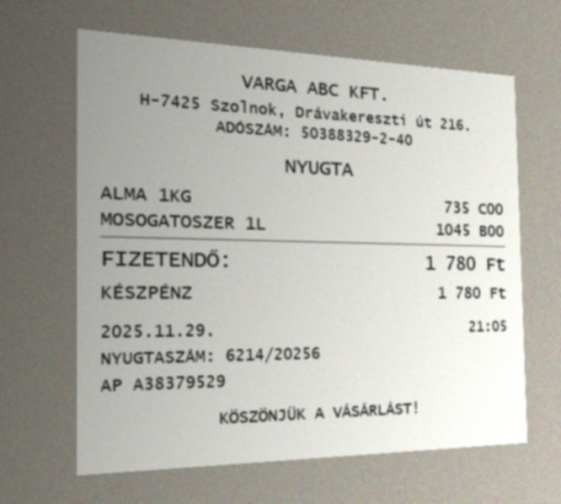 VARGA ABC KFT.
H-7425 Szolnok, Drávakereszti út 216.
ADÓSZÁM: 50388329-2-40
NYUGTA
ALMA 1KG 735 C00
MOSOGATOSZER 1L 1045 B00
FIZETENDŐ: 1 780 Ft
KÉSZPÉNZ 1 780 Ft
2025.11.29. 21:05
NYUGTASZÁM: 6214/20256
AP A38379529
KÖSZÖNJÜK A VÁSÁRLÁST!